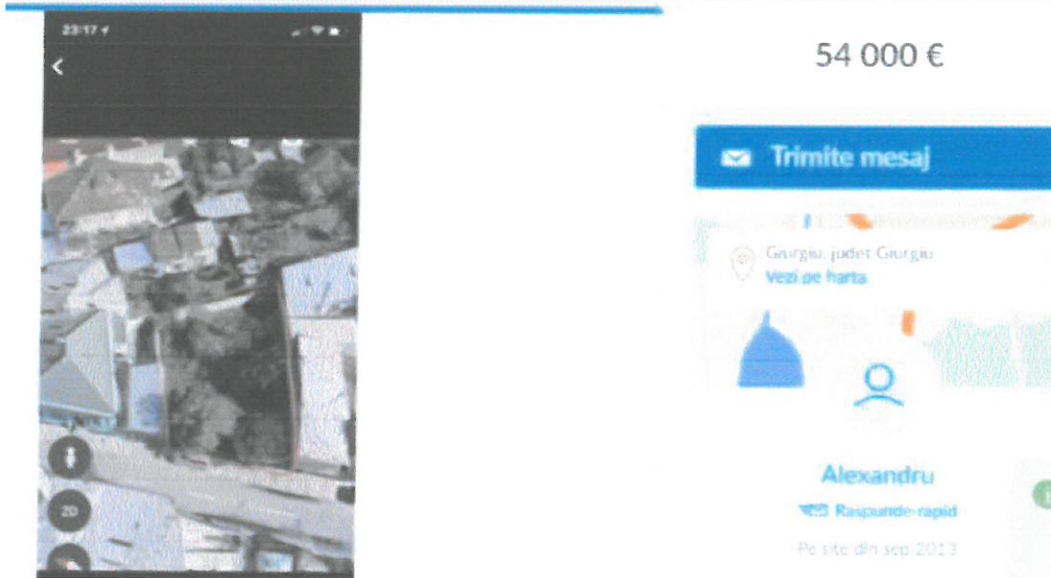 23:17
2D
54 000 €
Trimite mesaj
Giurgiu, judet Giurgiu
Vezi pe harta
Alexandru
Raspunde rapid
Pe site din sep 2013